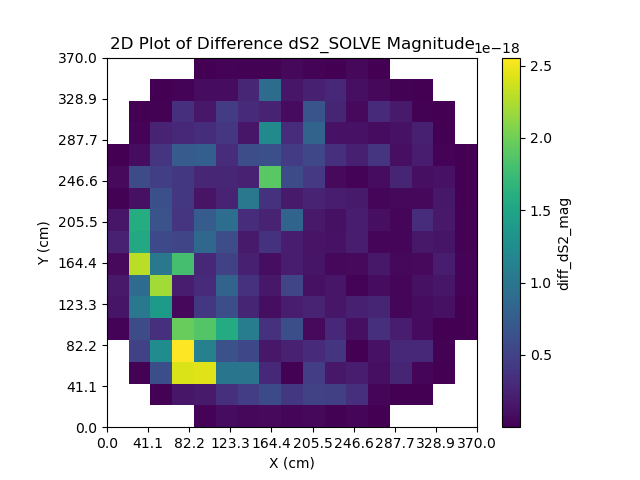 2D Plot of Difference dS2_SOLVE Magnitude
1e−18
370.0
328.9
287.7
246.6
205.5
164.4
123.3
82.2
41.1
0.0
Y (cm)
0.0 41.1 82.2 123.3 164.4 205.5 246.6 287.7 328.9 370.0
X (cm)
2.5
2.0
1.5
1.0
0.5
diff_dS2_mag